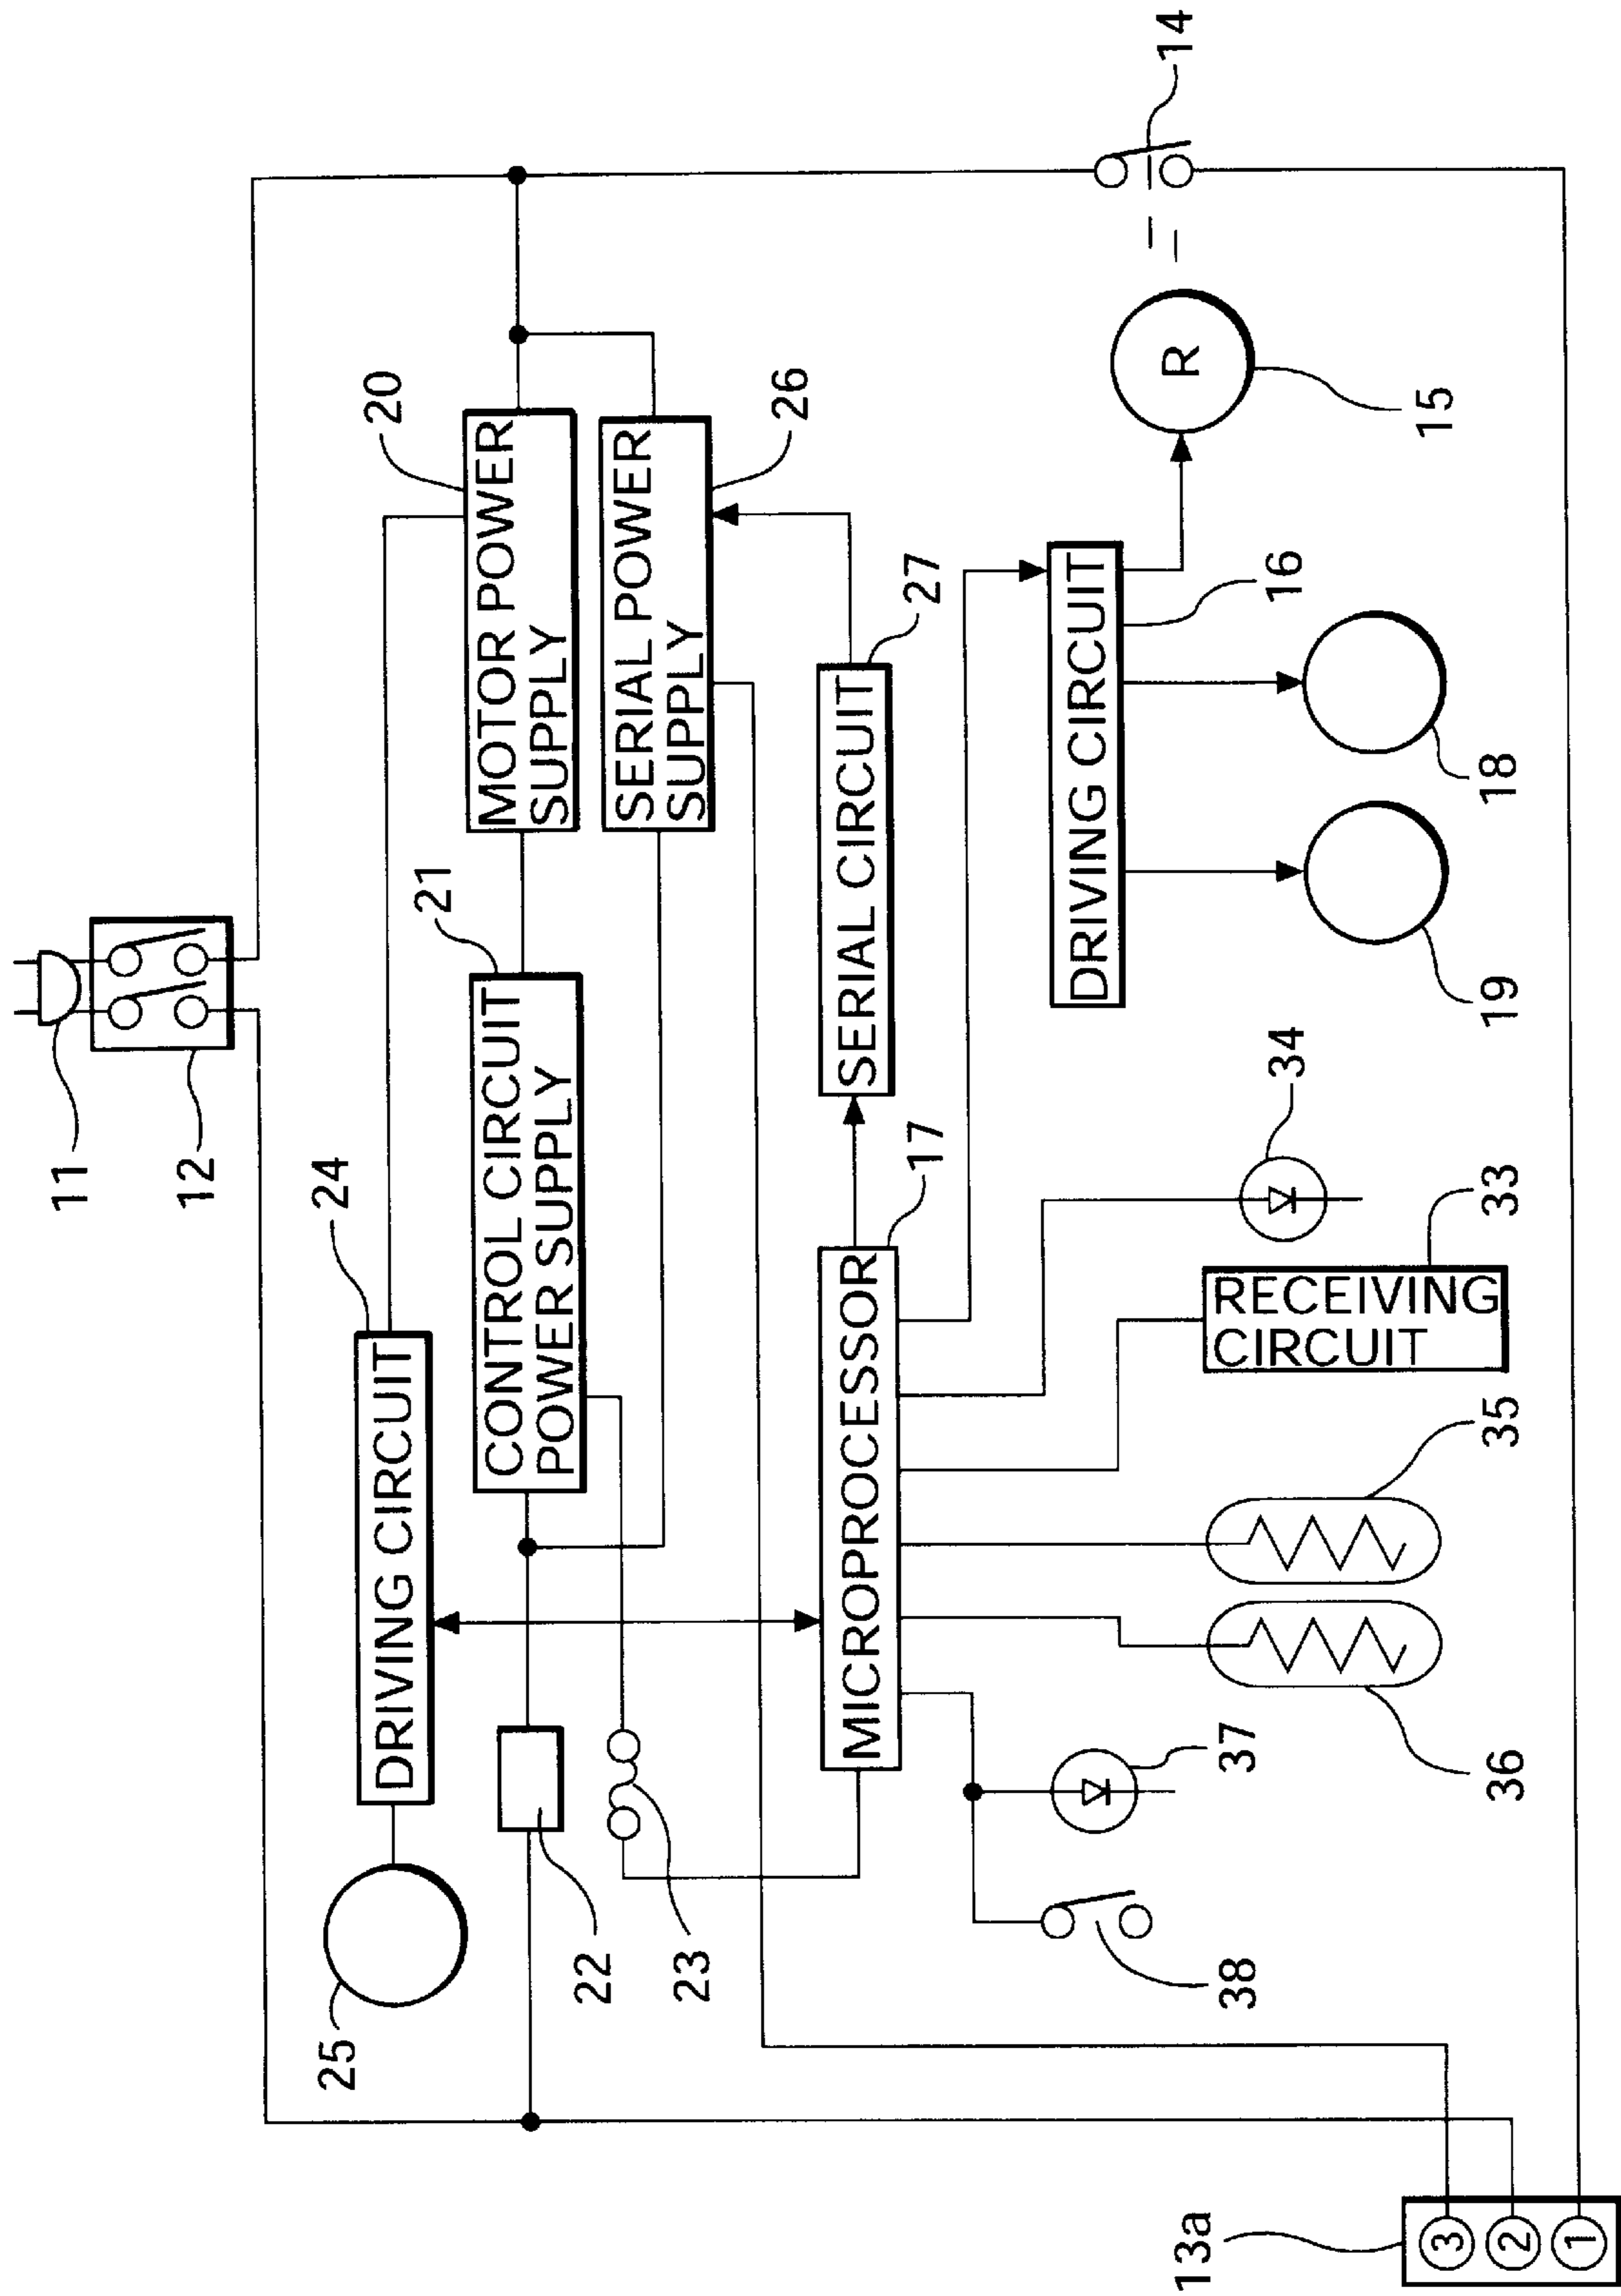 11
12
24
21
20
14
DRIVING CIRCUIT
CONTROL CIRCUIT
POWER SUPPLY
MOTOR POWER
SUPPLY
25
22
SERIAL POWER
SUPPLY
26
23
17
27
MICROPROCESSOR
SERIAL CIRCUIT
DRIVING CIRCUIT
R
16
15
34
38
37
36
35
RECEIVING
CIRCUIT
33
19
18
13a
3
2
1